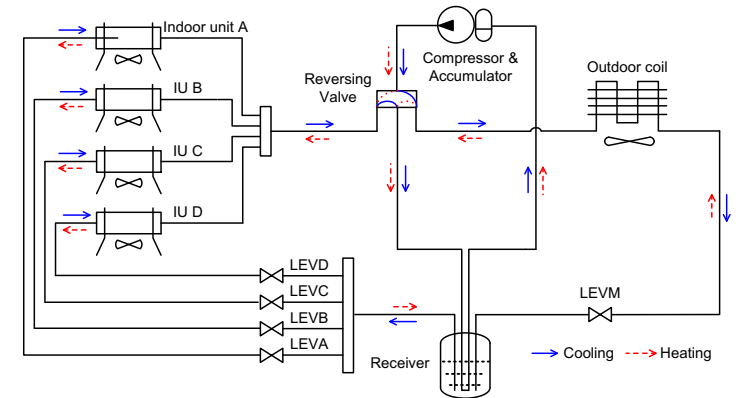 Indoor unit A
IU B
IU C
IU D
Reversing
Valve
Compressor &
Accumulator
Outdoor coil
LEVD
LEVC
LEVB
LEVA
Receiver
LEVM
Cooling
Heating